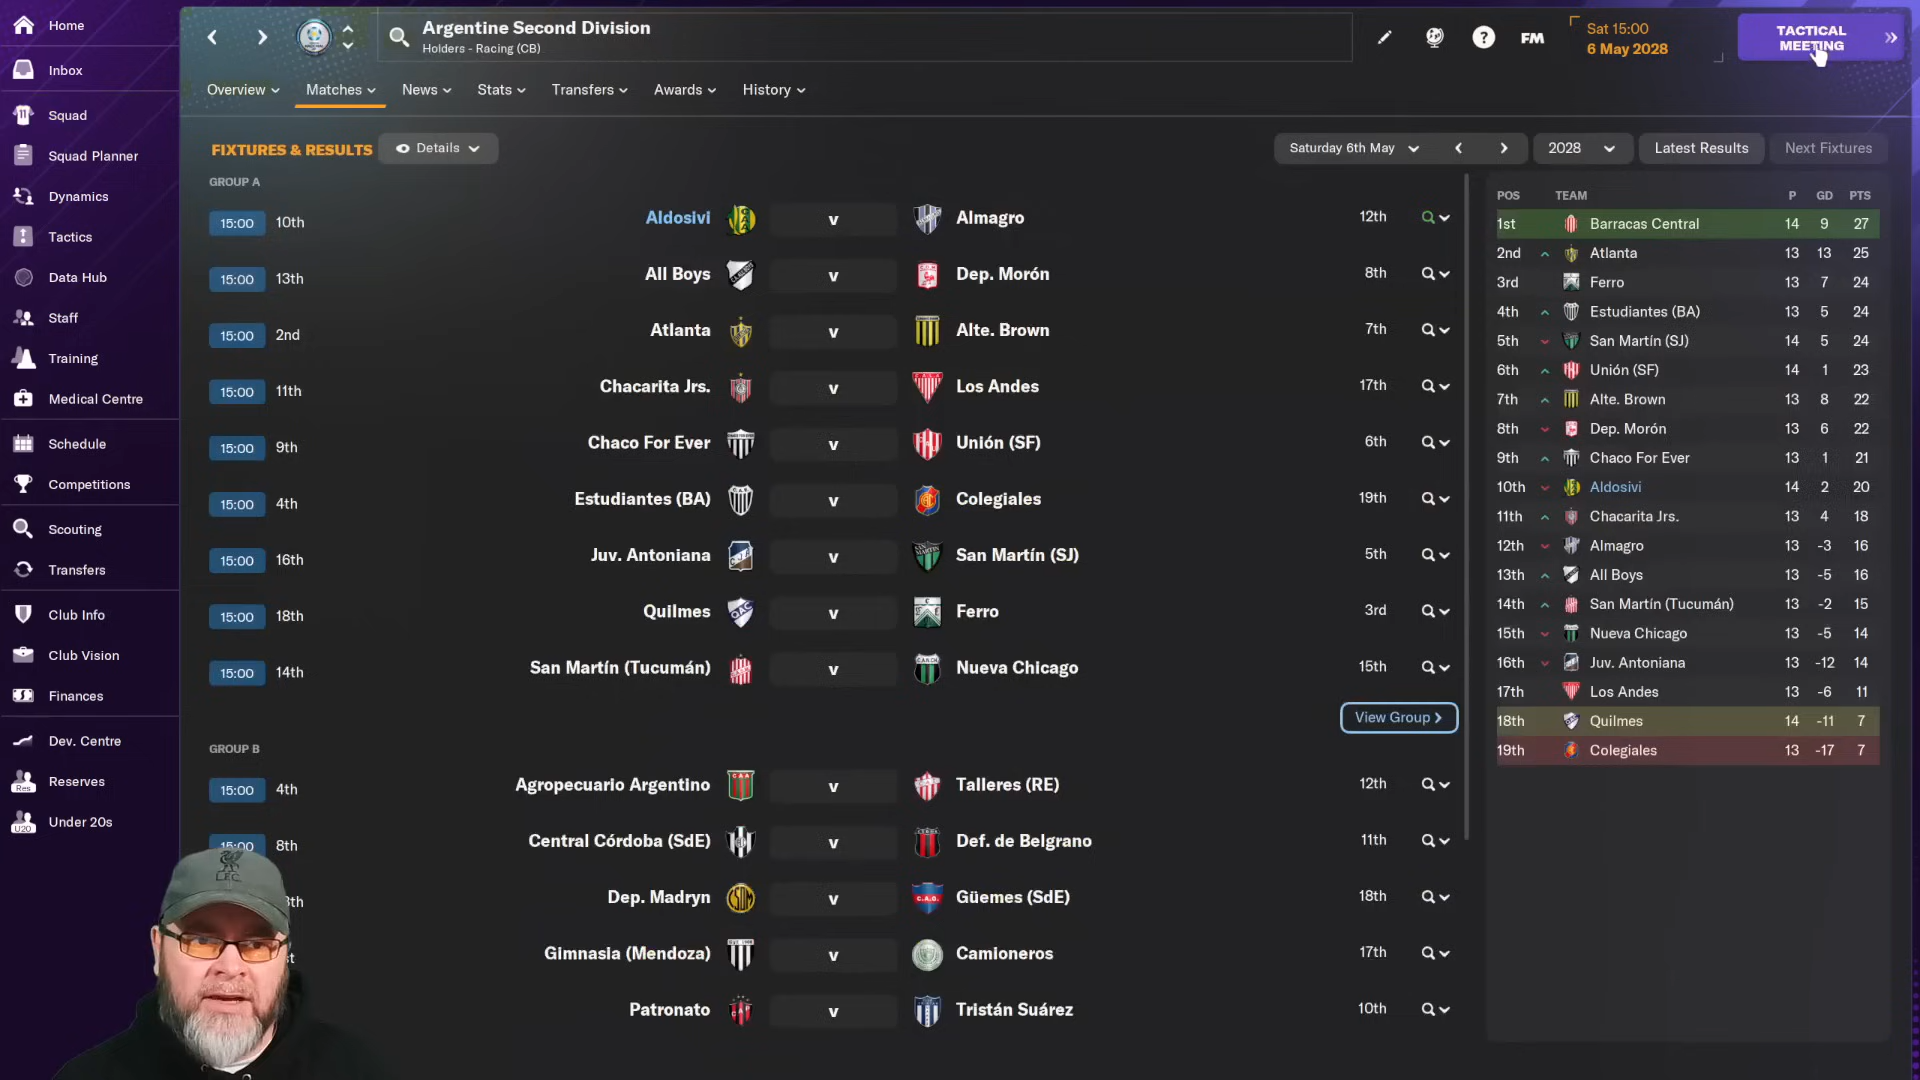 Home
Inbox
Squad
Squad Planner
Dynamics
Tactics
Data Hub
Staff
Training
Medical Centre
Schedule
Competitions
Scouting
Transfers
Club Info
Club Vision
Finances
Dev. Centre
Reserves
Under 20s
Argentine Second Division
Holders - Racing (CB)
FM
Sat 15:00
6 May 2028
TACTICAL
MEETING
Overview Matches News Stats Transfers Awards History
FIXTURES & RESULTS Details Saturday 6th May 2028 Latest Results Next Fixtures
GROUP A
15:00 10th Aldosivi v Almagro 12th
15:00 13th All Boys v Dep. Morón 8th
15:00 2nd Atlanta v Alte. Brown 7th
15:00 11th Chacarita Jrs. v Los Andes 17th
15:00 9th Chaco For Ever v Unión (SF) 6th
15:00 4th Estudiantes (BA) v Colegiales 19th
15:00 16th Juv. Antoniana v San Martín (SJ) 5th
15:00 18th Quilmes v Ferro 3rd
15:00 14th San Martín (Tucumán) v Nueva Chicago 15th
View Group
GROUP B
15:00 4th Agropecuario Argentino v Talleres (RE) 12th
15:00 8th Central Córdoba (SdE) v Def. de Belgrano 11th
Dep. Madryn v Güemes (SdE) 18th
Gimnasia (Mendoza) v Camioneros 17th
Patronato v Tristán Suárez 10th
POS TEAM P GD PTS
1st Barracas Central 14 9 27
2nd Atlanta 13 13 25
3rd Ferro 13 7 24
4th Estudiantes (BA) 13 5 24
5th San Martín (SJ) 14 5 24
6th Unión (SF) 14 1 23
7th Alte. Brown 13 8 22
8th Dep. Morón 13 6 22
9th Chaco For Ever 13 1 21
10th Aldosivi 14 2 20
11th Chacarita Jrs. 13 4 18
12th Almagro 13 -3 16
13th All Boys 13 -5 16
14th San Martín (Tucumán) 13 -2 15
15th Nueva Chicago 13 -5 14
16th Juv. Antoniana 13 -12 14
17th Los Andes 13 -6 11
18th Quilmes 14 -11 7
19th Colegiales 13 -17 7